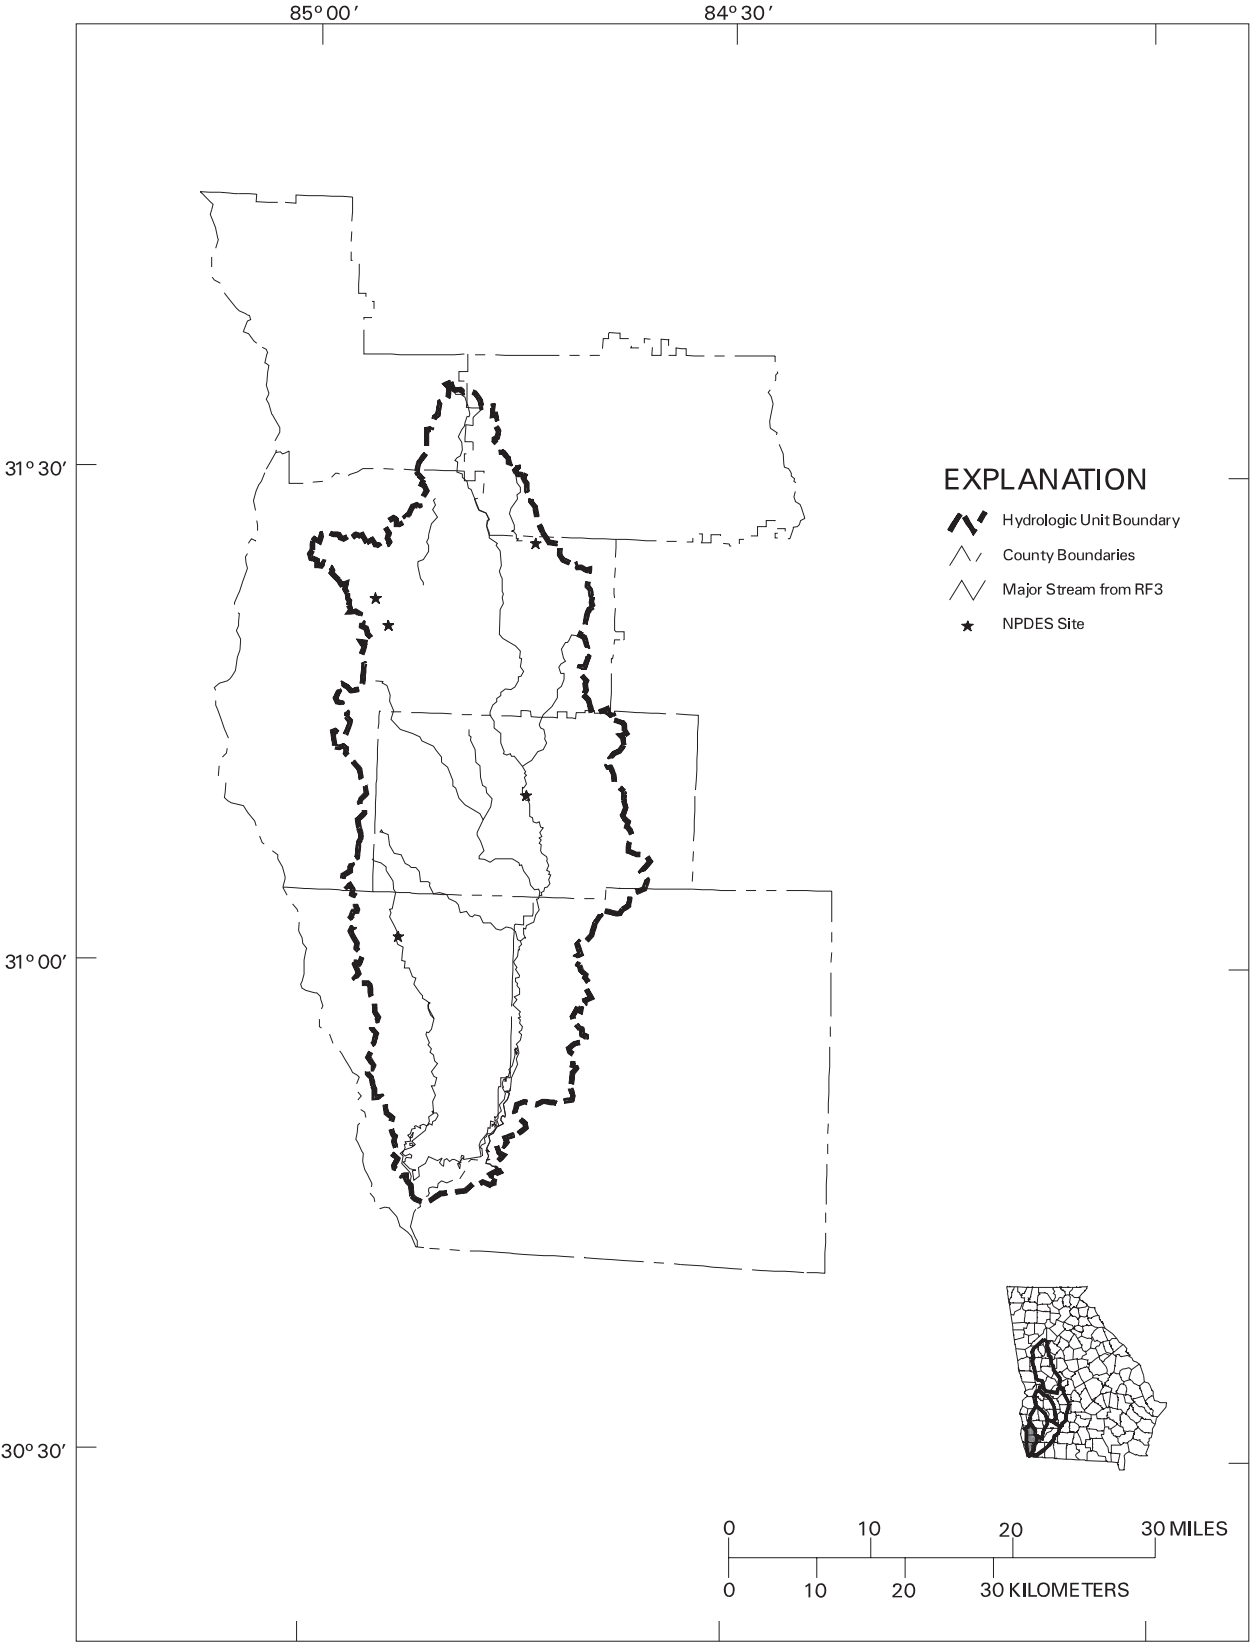 85° 00′ 84° 30′
31° 30′
EXPLANATION
Hydrologic Unit Boundary
County Boundaries
Major Stream from RF3
NPDES Site
31° 00′
30° 30′
0 10 20 30 MILES
0 10 20 30 KILOMETERS